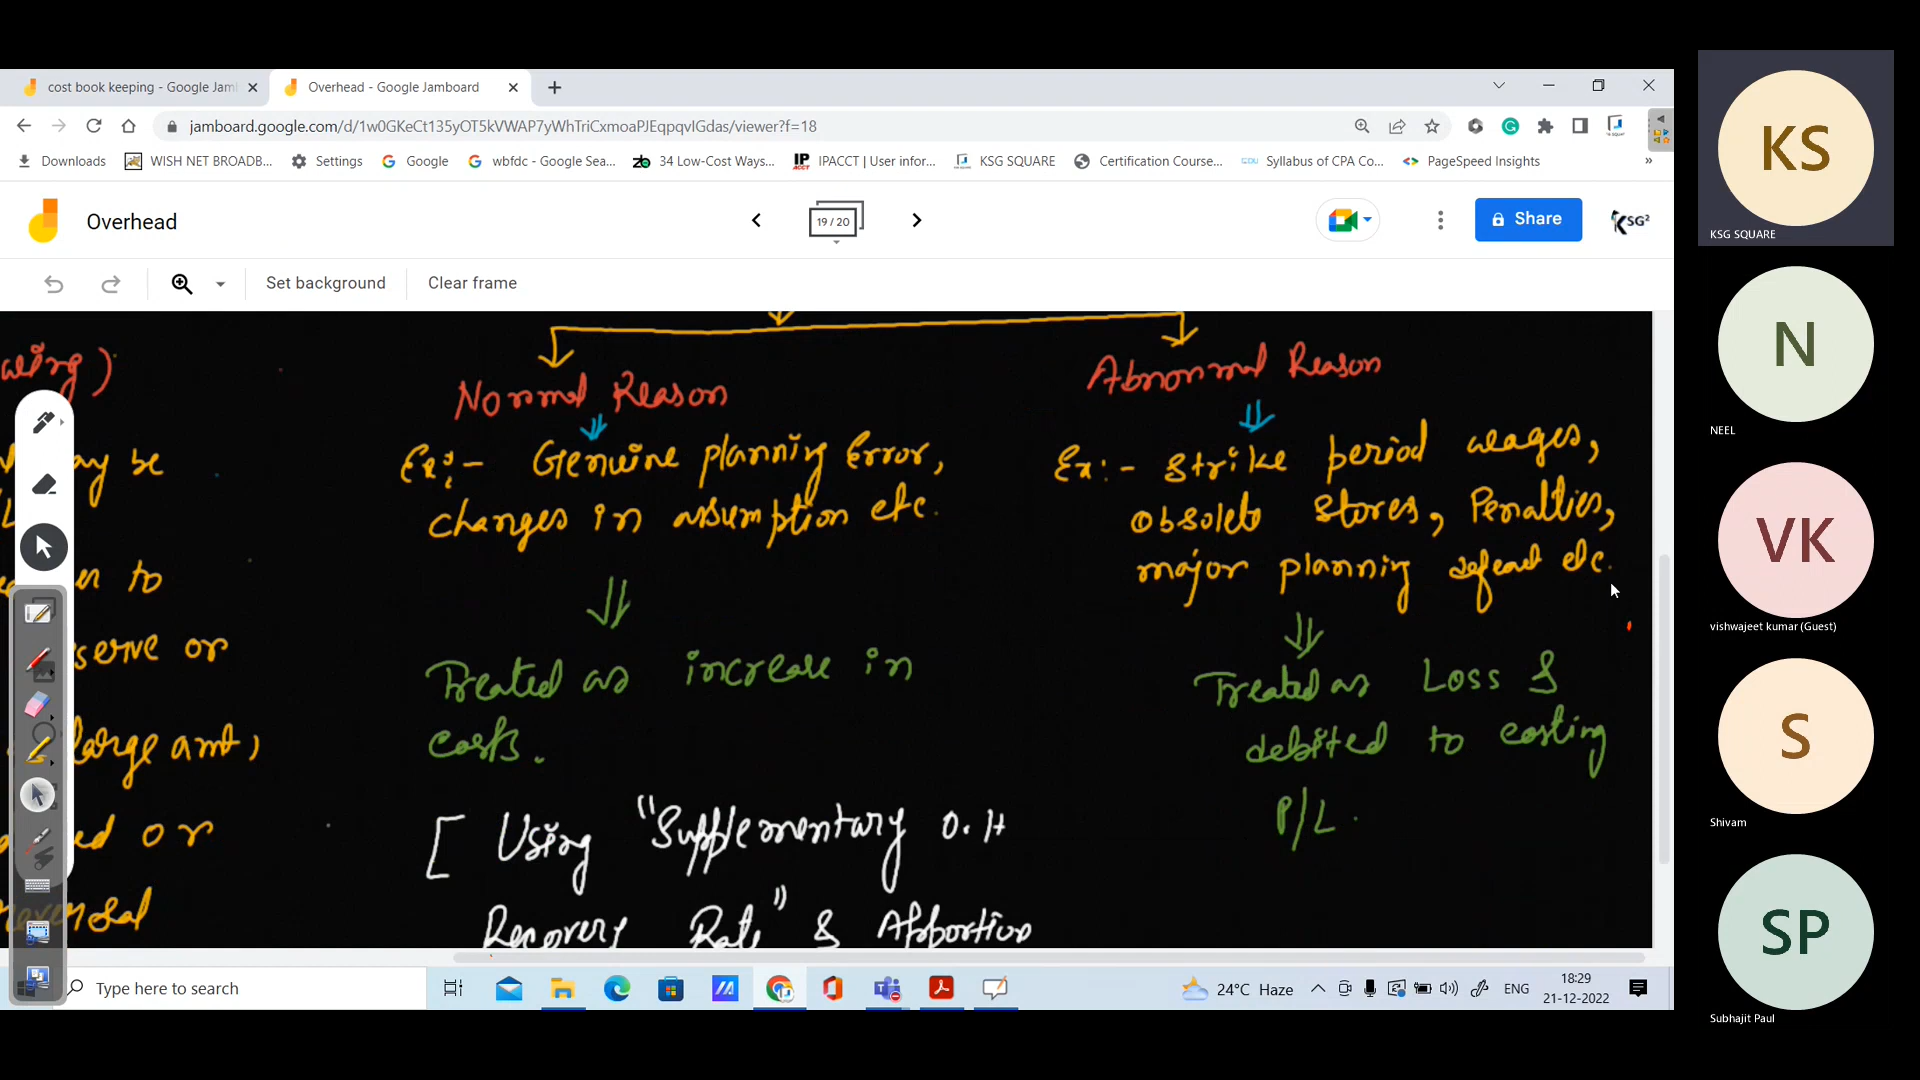 cost book keeping - Google Jam
Overhead - Google Jamboard
jamboard.google.com/d/1w0GKeCt135yOT5kVWAP7yWhTriCxmoaPJEqpqvIGdas/viewer?f=18
Downloads
WISH NET BROADB...
Settings
Google
wbfdc - Google Sea...
34 Low-Cost Ways...
IPACCT | User infor...
KSG SQUARE
Certification Course...
Syllabus of CPA Co...
PageSpeed Insights
»
Overhead
19 / 20
Share
KSG²
Set background
Clear frame
Normal Reason
Abnormal Reason
Ex:- Genuine planning Error,
changes in assumption etc.
Ex:- Strike period wages,
obsolete stores, Penalties,
major planning defect etc.
may be
to
serve or
large amt,
or
Treated as increase in
costs.
Treated as Loss &
debited to costing
P/L.
[ Using "Supplementary O.H
Recovery Rate" & Apportion
Type here to search
24°C Haze
ENG
18:29
21-12-2022
KS
KSG SQUARE
N
NEEL
VK
vishwajeet kumar (Guest)
S
Shivam
SP
Subhajit Paul